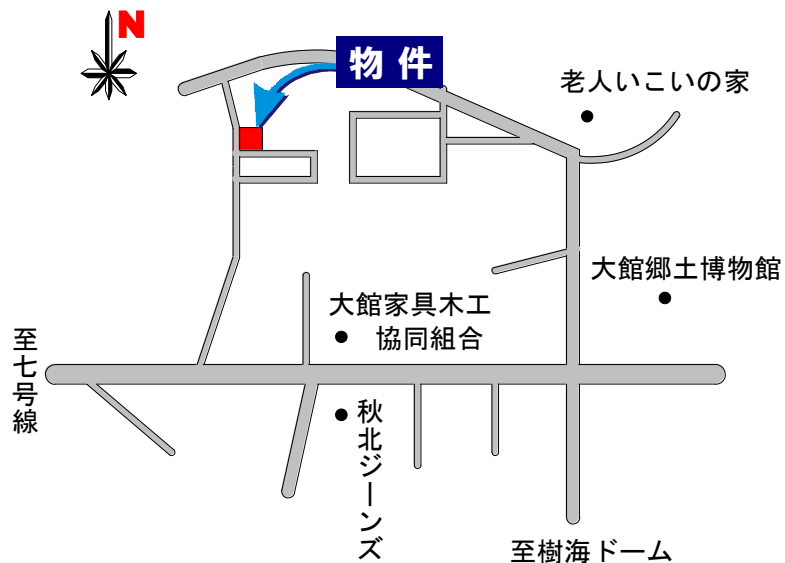 N
物件
老人いこいの家
大館郷土博物館
大館家具木工
協同組合
至七号線
秋北ジーンズ
至樹海ドーム